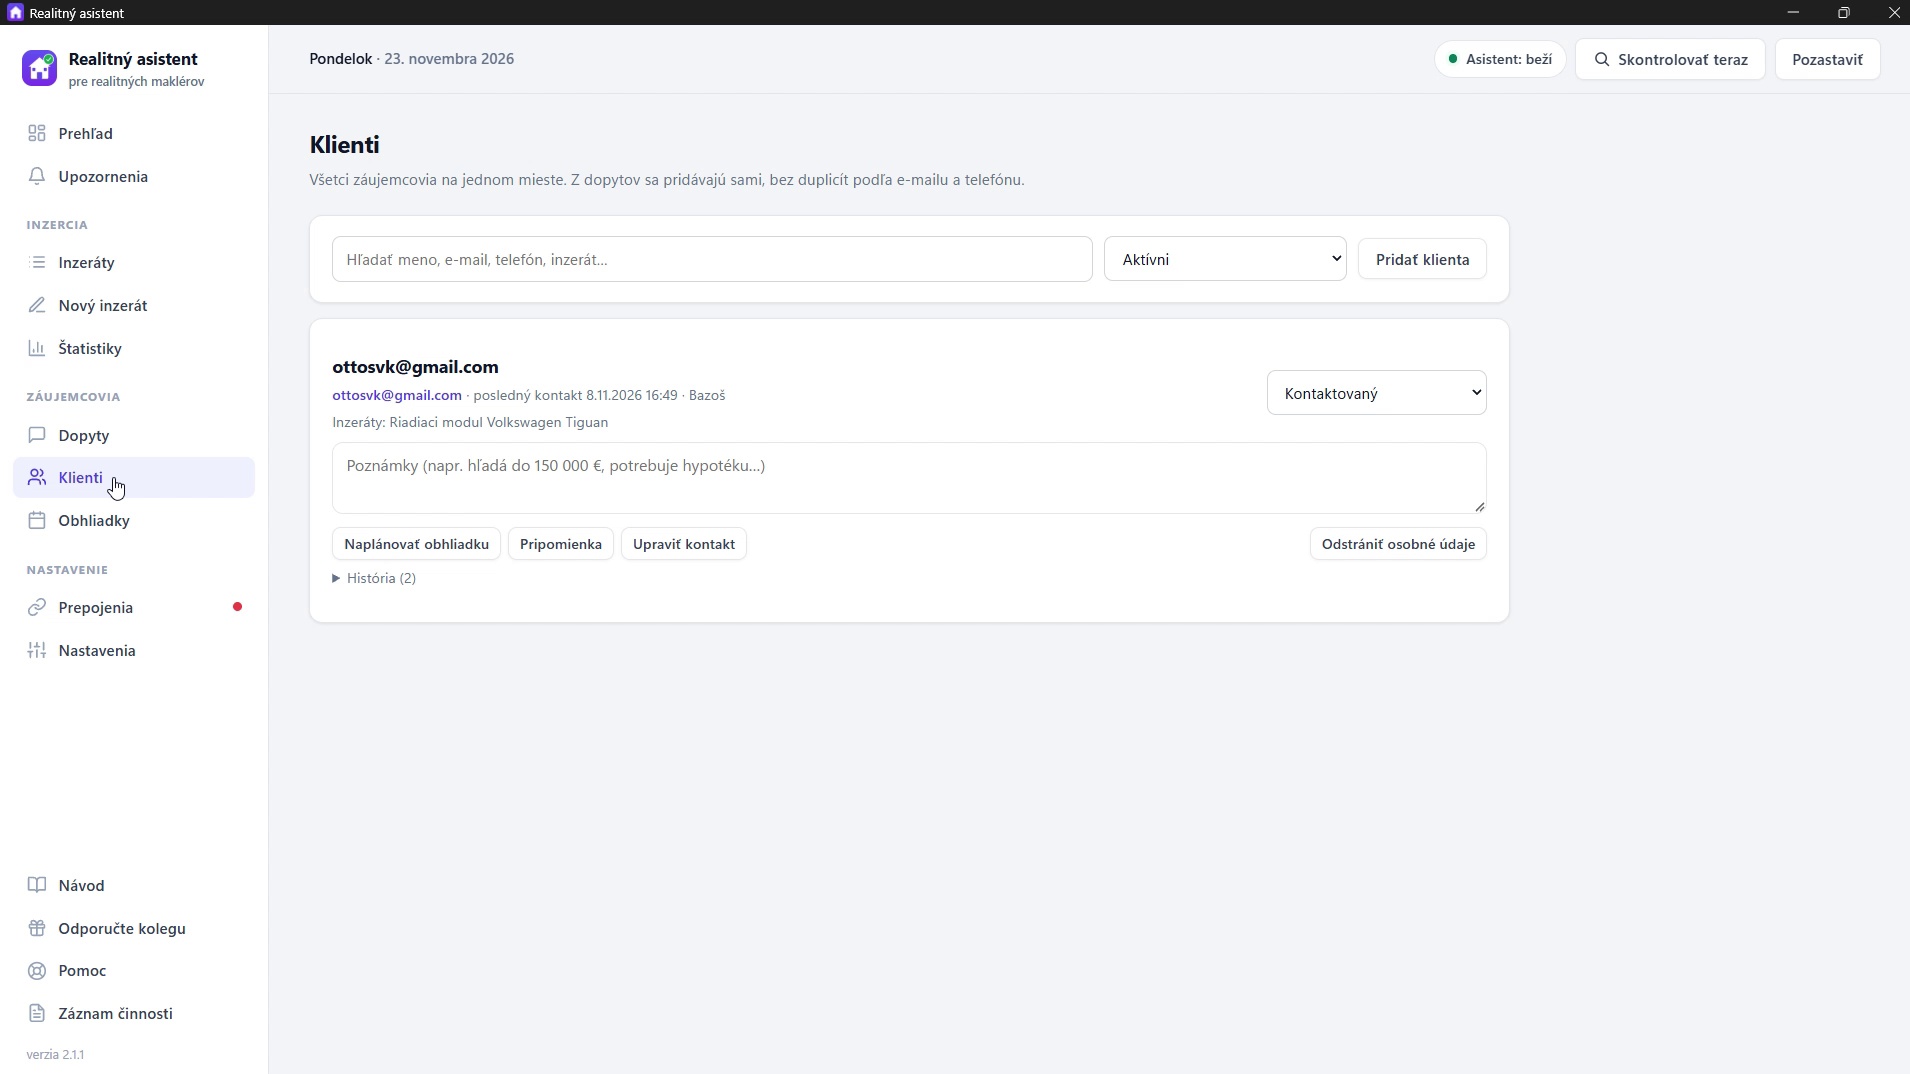 Realitný asistent
Realitný asistent
pre realitných maklérov
Prehľad
Upozornenia
INZERCIA
Inzeráty
Nový inzerát
Štatistiky
ZÁUJEMCOVIA
Dopyty
Klienti
Obhliadky
NASTAVENIE
Prepojenia
Nastavenia
Návod
Odporučte kolegu
Pomoc
Záznam činnosti
verzia 2.1.1
Pondelok · 23. novembra 2026
Asistent: beží
Skontrolovať teraz
Pozastaviť
Klienti
Všetci záujemcovia na jednom mieste. Z dopytov sa pridávajú sami, bez duplicít podľa e-mailu a telefónu.
Hľadať meno, e-mail, telefón, inzerát...
Aktívni
Pridať klienta
ottosvk@gmail.com
ottosvk@gmail.com · posledný kontakt 8.11.2026 16:49 · Bazoš
Inzeráty: Riadiaci modul Volkswagen Tiguan
Kontaktovaný
Poznámky (napr. hľadá do 150 000 €, potrebuje hypotéku...)
Naplánovať obhliadku
Pripomienka
Upraviť kontakt
Odstrániť osobné údaje
História (2)